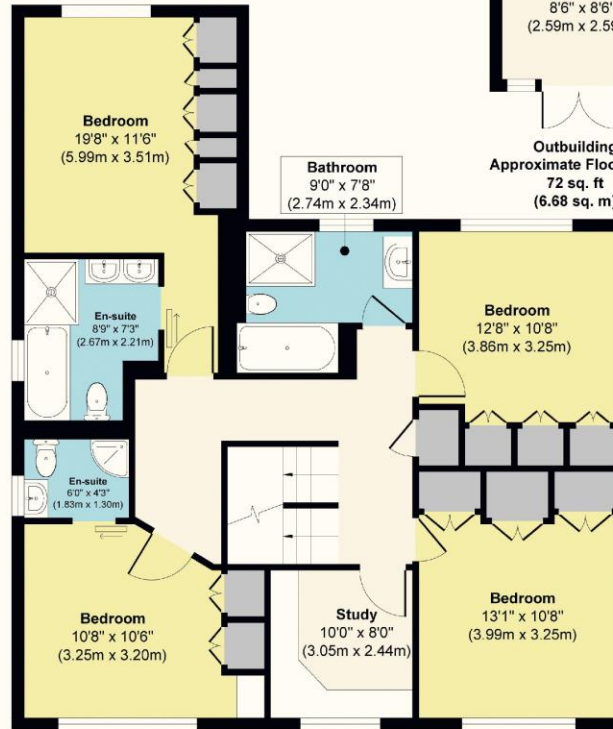 8'6" x 8'6"
(2.59m x 2.59
Outbuilding
Approximate Floo
72 sq. ft
(6.68 sq. m)
Bedroom
19'8" x 11'6"
(5.99m x 3.51m)
Bathroom
9'0" x 7'8"
(2.74m x 2.34m)
En-suite
8'9" x 7'3"
(2.67m x 2.21m)
Bedroom
12'8" x 10'8"
(3.86m x 3.25m)
En-suite
6'0" x 4'3"
(1.83m x 1.30m)
Bedroom
10'8" x 10'6"
(3.25m x 3.20m)
Study
10'0" x 8'0"
(3.05m x 2.44m)
Bedroom
13'1" x 10'8"
(3.99m x 3.25m)